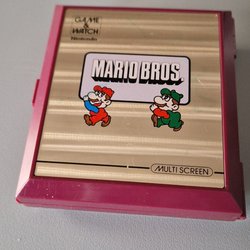 GAME
&
WATCH
Nintendo
MARIO BROS.
MULTI SCREEN